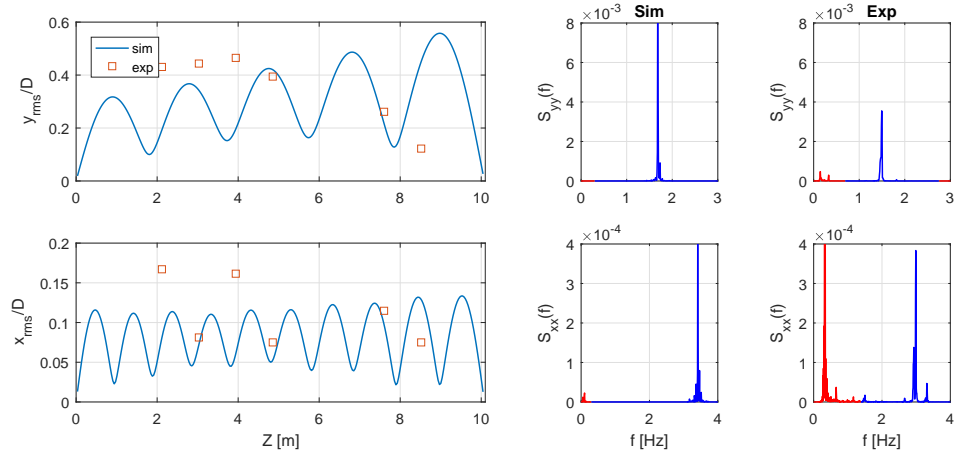 0.6
0.4
0.2
0
y_rms/D
sim
exp
0 2 4 6 8 10
Sim
×10⁻³
8
6
4
2
0
S_yy(f)
0 1 2 3
Exp
×10⁻³
8
6
4
2
0
S_yy(f)
0 1 2 3
0.2
0.15
0.1
0.05
0
x_rms/D
0 2 4 6 8 10
Z [m]
×10⁻⁴
4
3
2
1
0
S_xx(f)
0 2 4
f [Hz]
×10⁻⁴
4
3
2
1
0
S_xx(f)
0 2 4
f [Hz]